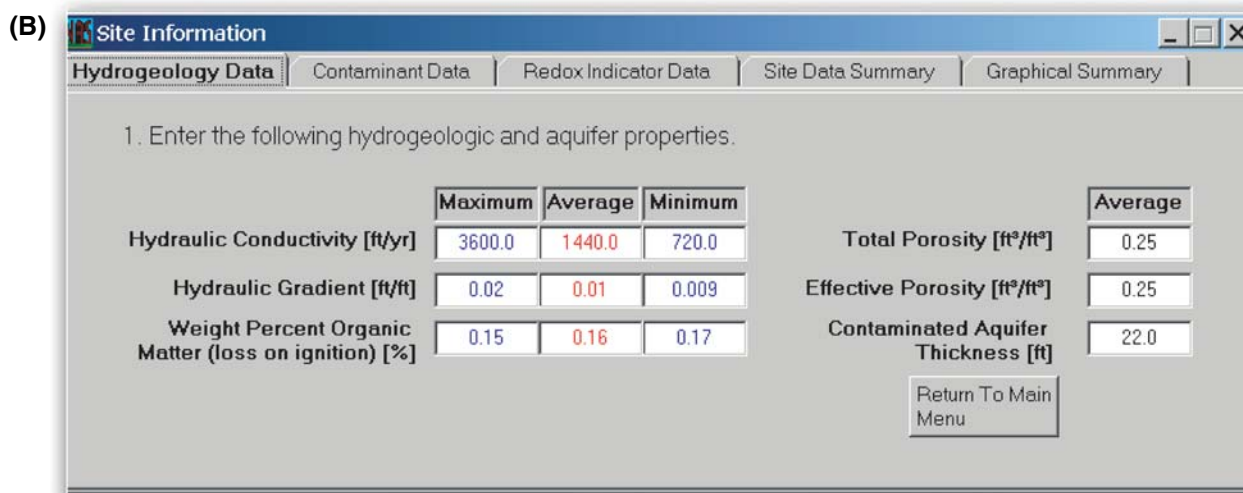 (B)
Site Information
Hydrogeology Data Contaminant Data Redox Indicator Data Site Data Summary Graphical Summary
1. Enter the following hydrogeologic and aquifer properties.
Maximum Average Minimum Average
Hydraulic Conductivity [ft/yr] 3600.0 1440.0 720.0 Total Porosity [ft³/ft³] 0.25
Hydraulic Gradient [ft/ft] 0.02 0.01 0.009 Effective Porosity [ft³/ft³] 0.25
Weight Percent Organic
Matter (loss on ignition) [%] 0.15 0.16 0.17
Contaminated Aquifer
Thickness [ft] 22.0
Return To Main
Menu